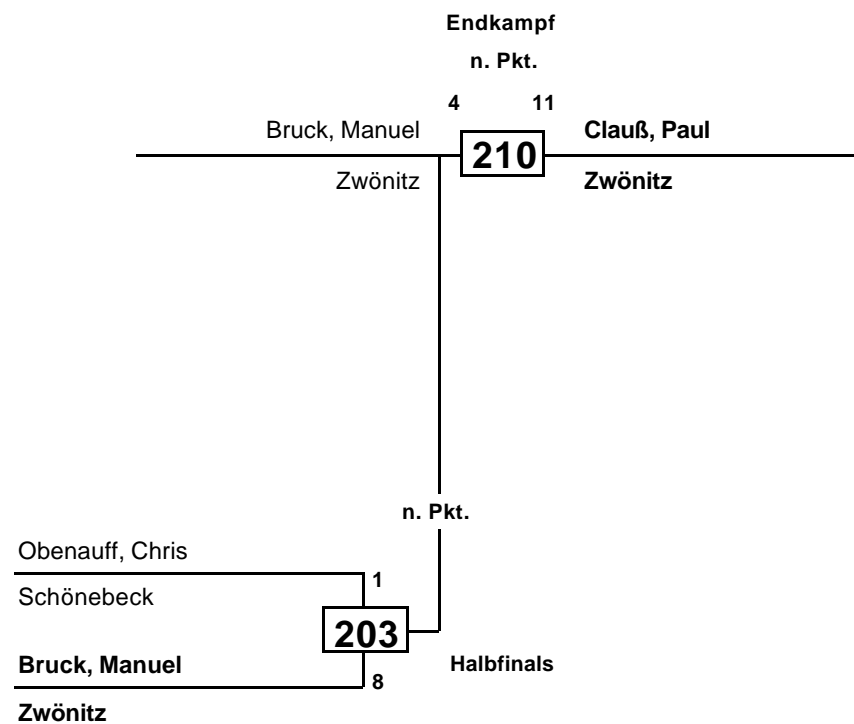 Endkampf
n. Pkt.
4 11
Bruck, Manuel 210 Clauß, Paul
Zwönitz Zwönitz
n. Pkt.
Obenauff, Chris
1
Schönebeck
203
Bruck, Manuel Halbfinals
8
Zwönitz